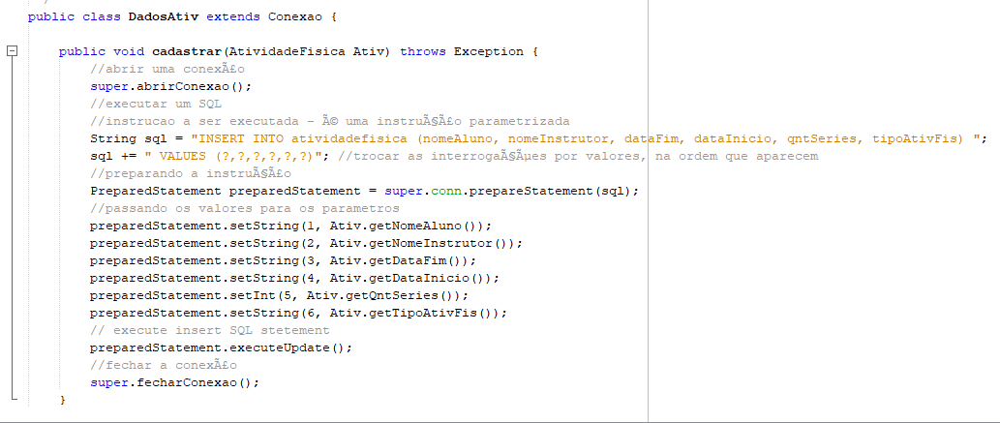 public class DadosAtiv extends Conexao {
public void cadastrar(AtividadeFisica Ativ) throws Exception {
//abrir uma conexÃ£o
super.abrirConexao();
//executar um SQL
//instrucao a ser executada - Ã© uma instruÃ§Ã£o parametrizada
String sql = "INSERT INTO atividadefisica (nomeAluno, nomeInstrutor, dataFim, dataInicio, qntSeries, tipoAtivFis) ";
sql += " VALUES (?,?,?,?,?,?)"; //trocar as interrogaÃ§Ãµes por valores, na ordem que aparecem
//preparando a instruÃ§Ã£o
PreparedStatement preparedStatement = super.conn.prepareStatement(sql);
//passando os valores para os parametros
preparedStatement.setString(1, Ativ.getNomeAluno());
preparedStatement.setString(2, Ativ.getNomeInstrutor());
preparedStatement.setString(3, Ativ.getDataFim());
preparedStatement.setString(4, Ativ.getDataInicio());
preparedStatement.setInt(5, Ativ.getQntSeries());
preparedStatement.setString(6, Ativ.getTipoAtivFis());
// execute insert SQL stetement
preparedStatement.executeUpdate();
//fechar a conexÃ£o
super.fecharConexao();
}